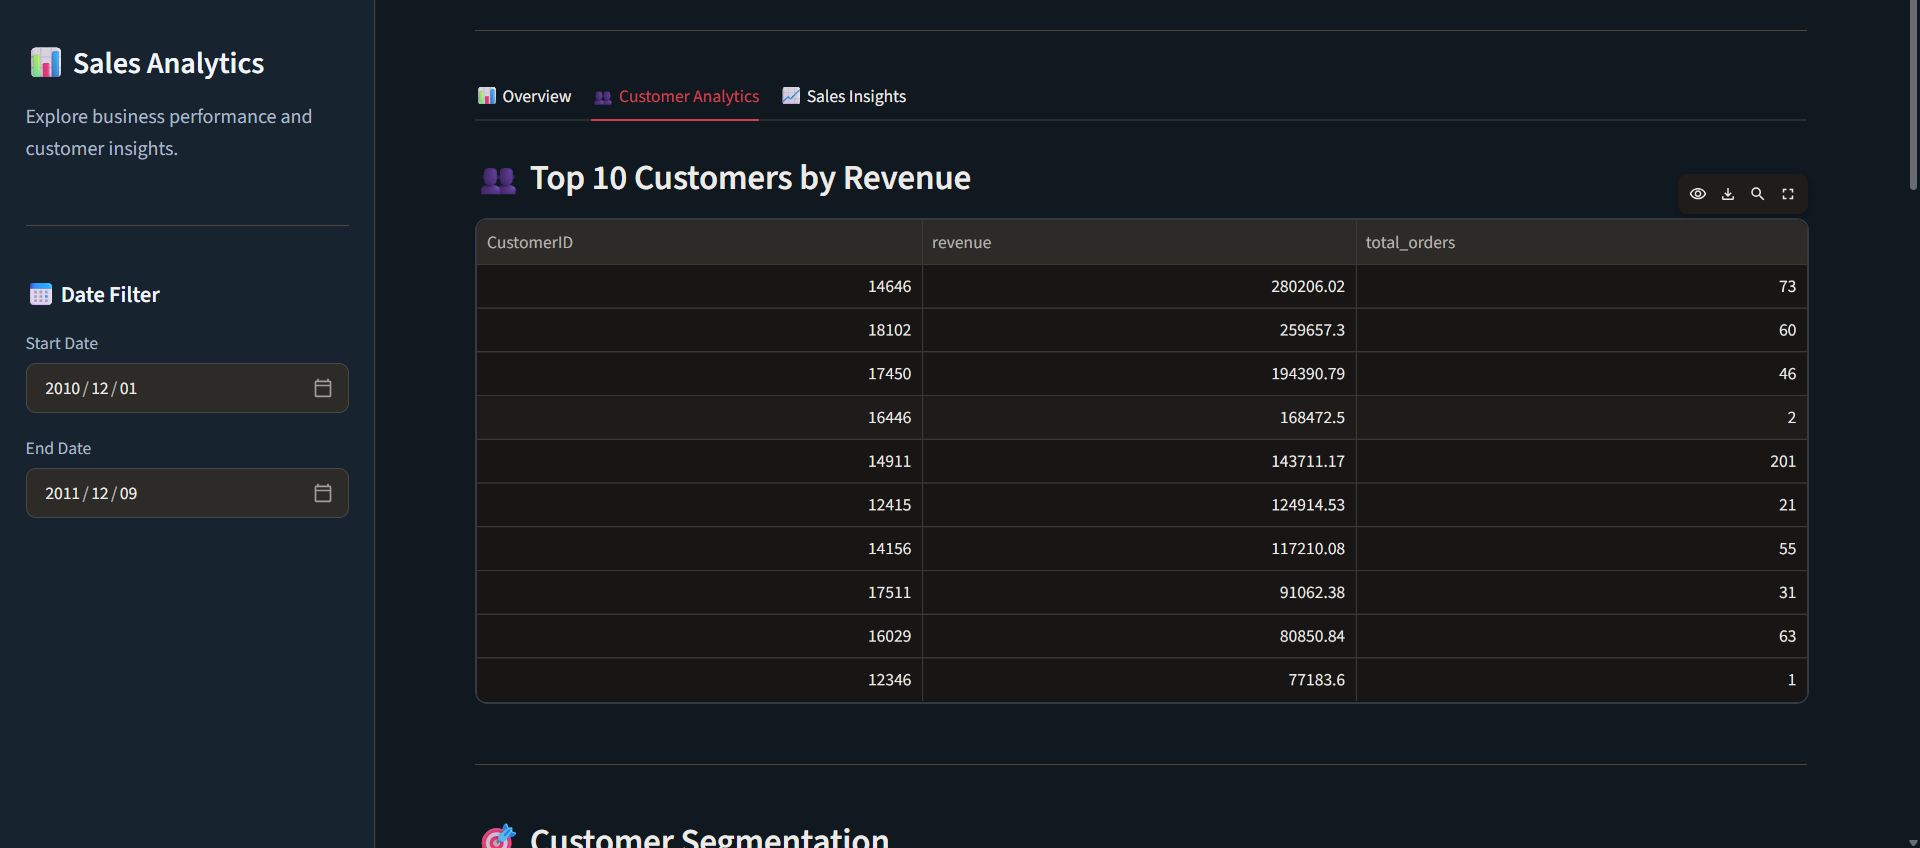 Sales Analytics
Explore business performance and
customer insights.
Date Filter
Start Date
2010/12/01
End Date
2011/12/09
Overview
Customer Analytics
Sales Insights
Top 10 Customers by Revenue
CustomerID revenue total_orders
14646 280206.02 73
18102 259657.3 60
17450 194390.79 46
16446 168472.5 2
14911 143711.17 201
12415 124914.53 21
14156 117210.08 55
17511 91062.38 31
16029 80850.84 63
12346 77183.6 1
Customer Segmentation